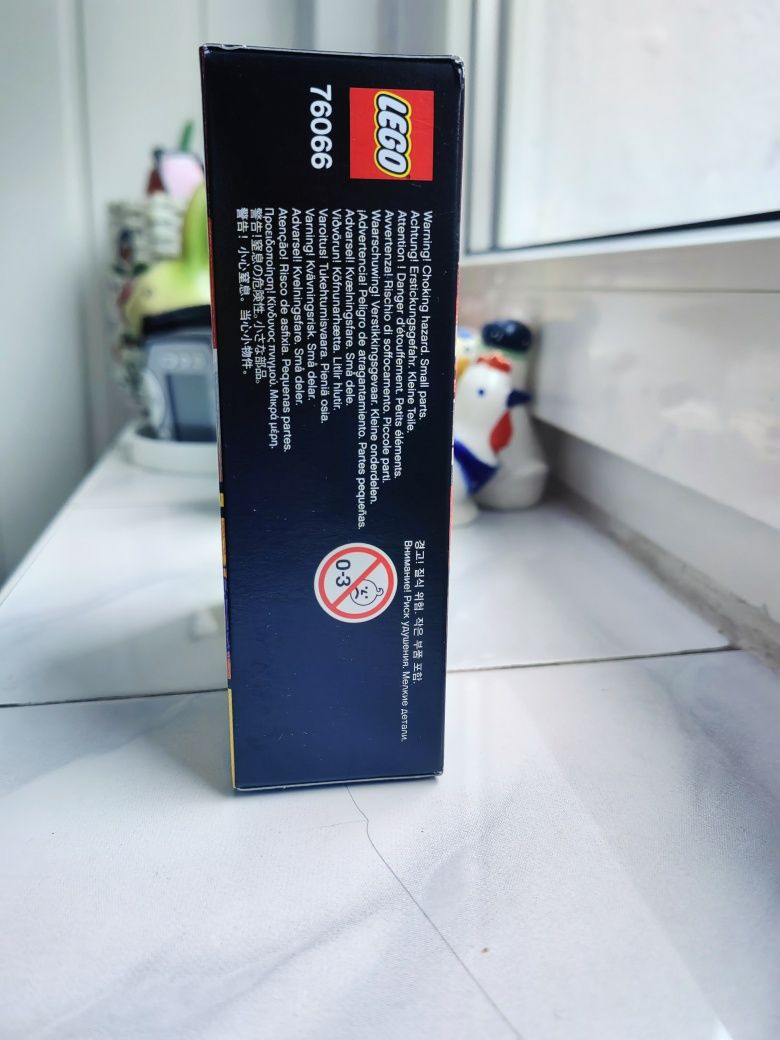 LEGO
76066
Warning! Choking hazard. Small parts.
Achtung! Erstickungsgefahr. Kleine Teile.
Attention ! Danger d'étouffement. Petits éléments.
Avvertenza! Rischio di soffocamento. Piccole parti.
Waarschuwing! Verstikkingsgevaar. Kleine onderdelen.
¡Advertencia! Peligro de atragantamiento. Partes pequeñas.
Advarsel! Kvælningsfare. Små dele.
Viðvörun! Köfnunarhætta. Litlir hlutir.
Varoitus! Tukehtumisvaara. Pieniä osia.
Varning! Kvävningsrisk. Små delar.
Advarsel! Kvelningsfare. Små deler.
Atenção! Risco de asfixia. Pequenas partes.
Προειδοποίηση! Κίνδυνος πνιγμού. Μικρά μέρη.
警告! 窒息の危険性。小さな部品。
警告! 小心窒息。当心小物件。
경고! 질식 위험. 작은 부품 포함.
Внимание! Риск удушения. Мелкие детали.
0-3